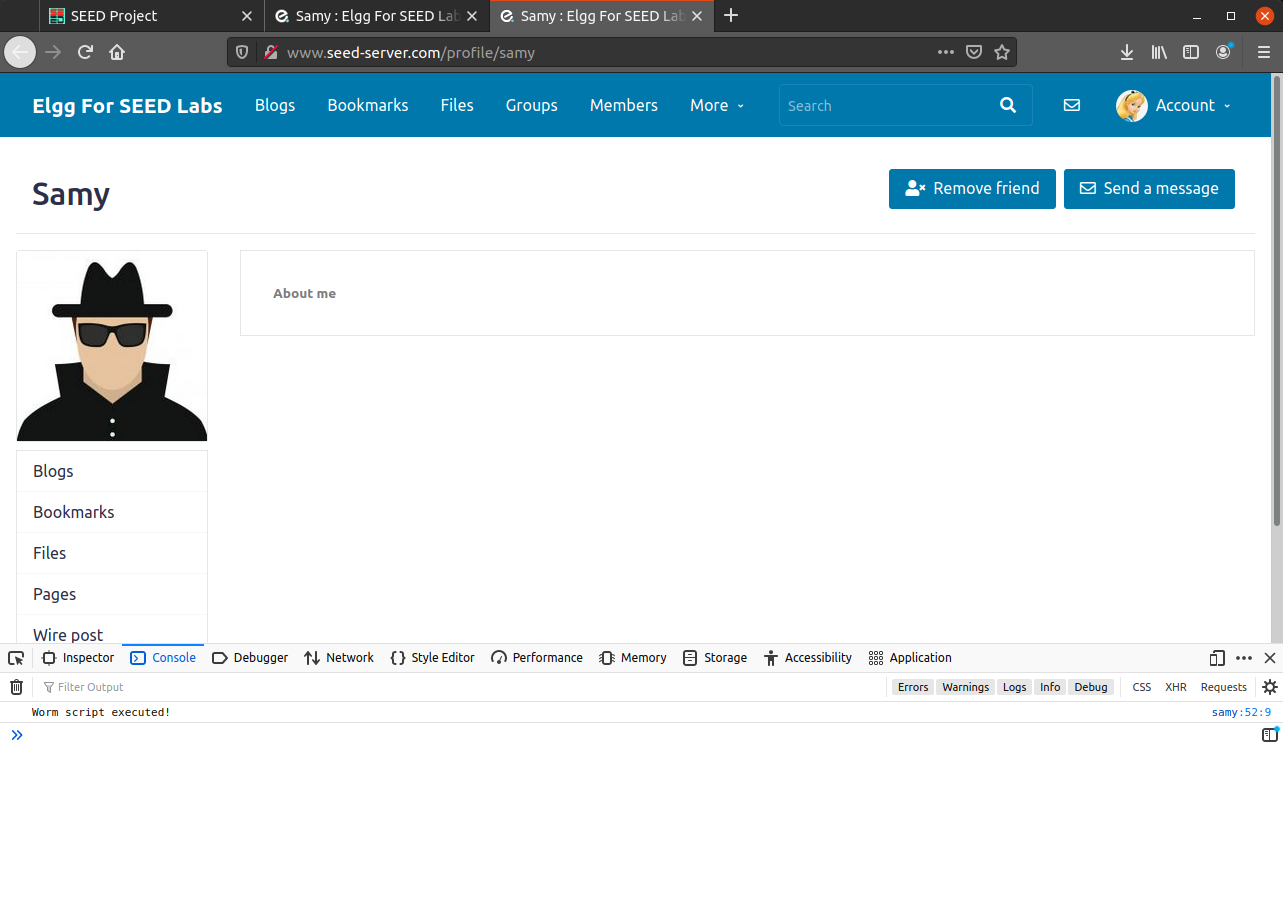 SEED Project
Samy : Elgg For SEED Lab
Samy : Elgg For SEED Lab
www.seed-server.com/profile/samy
Elgg For SEED Labs Blogs Bookmarks Files Groups Members More Search Account
Samy
Remove friend Send a message
About me
Blogs
Bookmarks
Files
Pages
Wire post
Inspector Console Debugger Network Style Editor Performance Memory Storage Accessibility Application
Filter Output Errors Warnings Logs Info Debug CSS XHR Requests
Worm script executed! samy:52:9